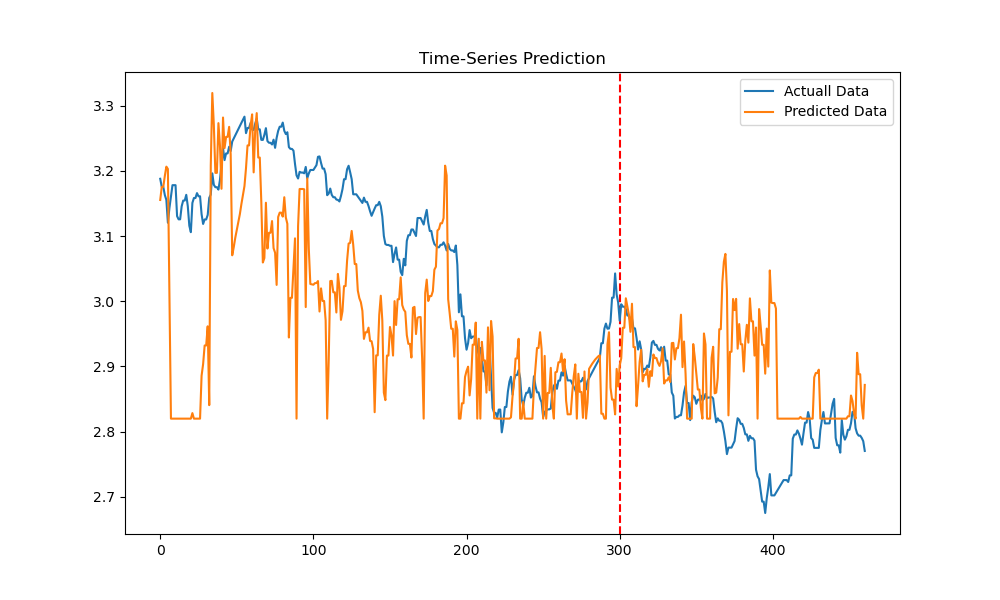 Time-Series Prediction
Actuall Data
Predicted Data
3.3
3.2
3.1
3.0
2.9
2.8
2.7
0 100 200 300 400